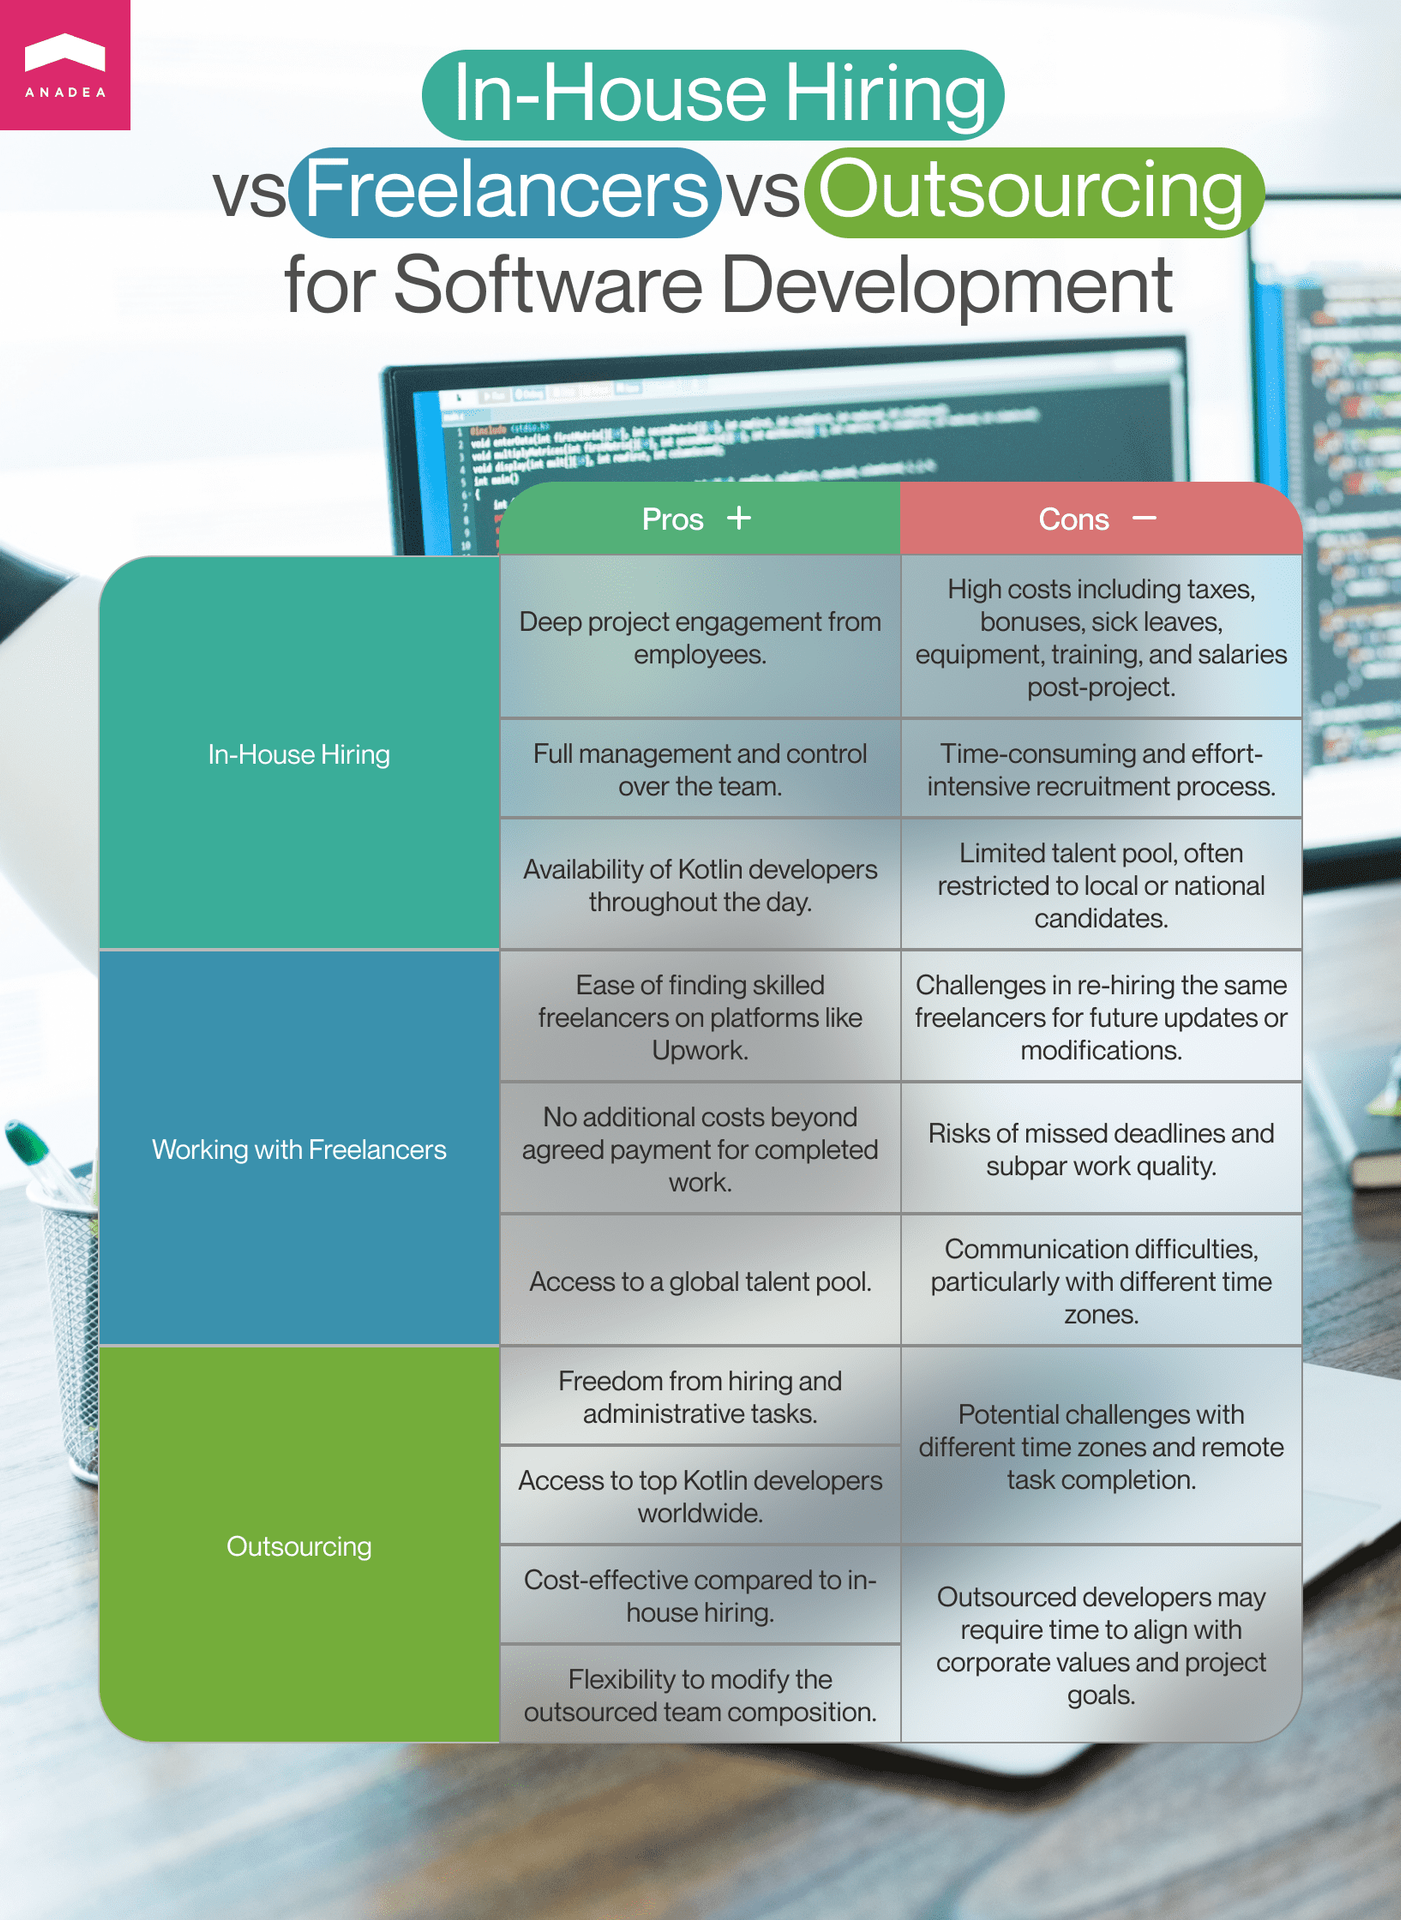 ANADEA
In-House Hiring
vs Freelancers vs Outsourcing
for Software Development
#include <stdio.h>
int main()
{
Pros +
Cons −
In-House Hiring
Deep project engagement from
employees.
High costs including taxes,
bonuses, sick leaves,
equipment, training, and salaries
post-project.
Full management and control
over the team.
Time-consuming and effort-
intensive recruitment process.
Availability of Kotlin developers
throughout the day.
Limited talent pool, often
restricted to local or national
candidates.
Working with Freelancers
Ease of finding skilled
freelancers on platforms like
Upwork.
Challenges in re-hiring the same
freelancers for future updates or
modifications.
No additional costs beyond
agreed payment for completed
work.
Risks of missed deadlines and
subpar work quality.
Access to a global talent pool.
Communication difficulties,
particularly with different time
zones.
Outsourcing
Freedom from hiring and
administrative tasks.
Potential challenges with
different time zones and remote
task completion.
Access to top Kotlin developers
worldwide.
Cost-effective compared to in-
house hiring.
Outsourced developers may
require time to align with
corporate values and project
goals.
Flexibility to modify the
outsourced team composition.